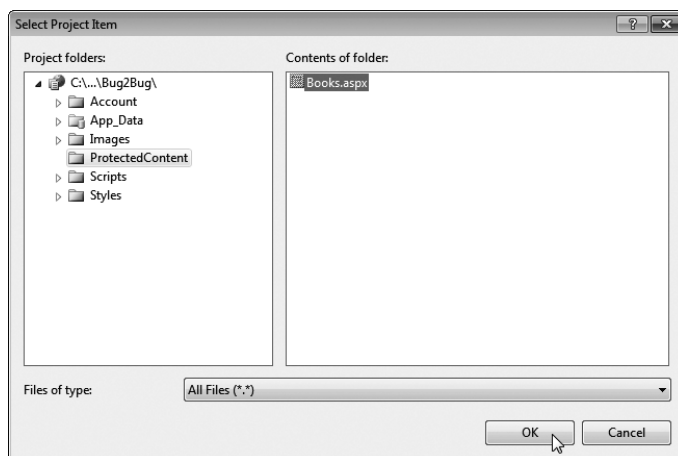 Select Project Item
Project folders:
Contents of folder:
C:\...\Bug2Bug\
Account
App_Data
Images
ProtectedContent
Scripts
Styles
Books.aspx
Files of type:
All Files (*.*)
OK
Cancel